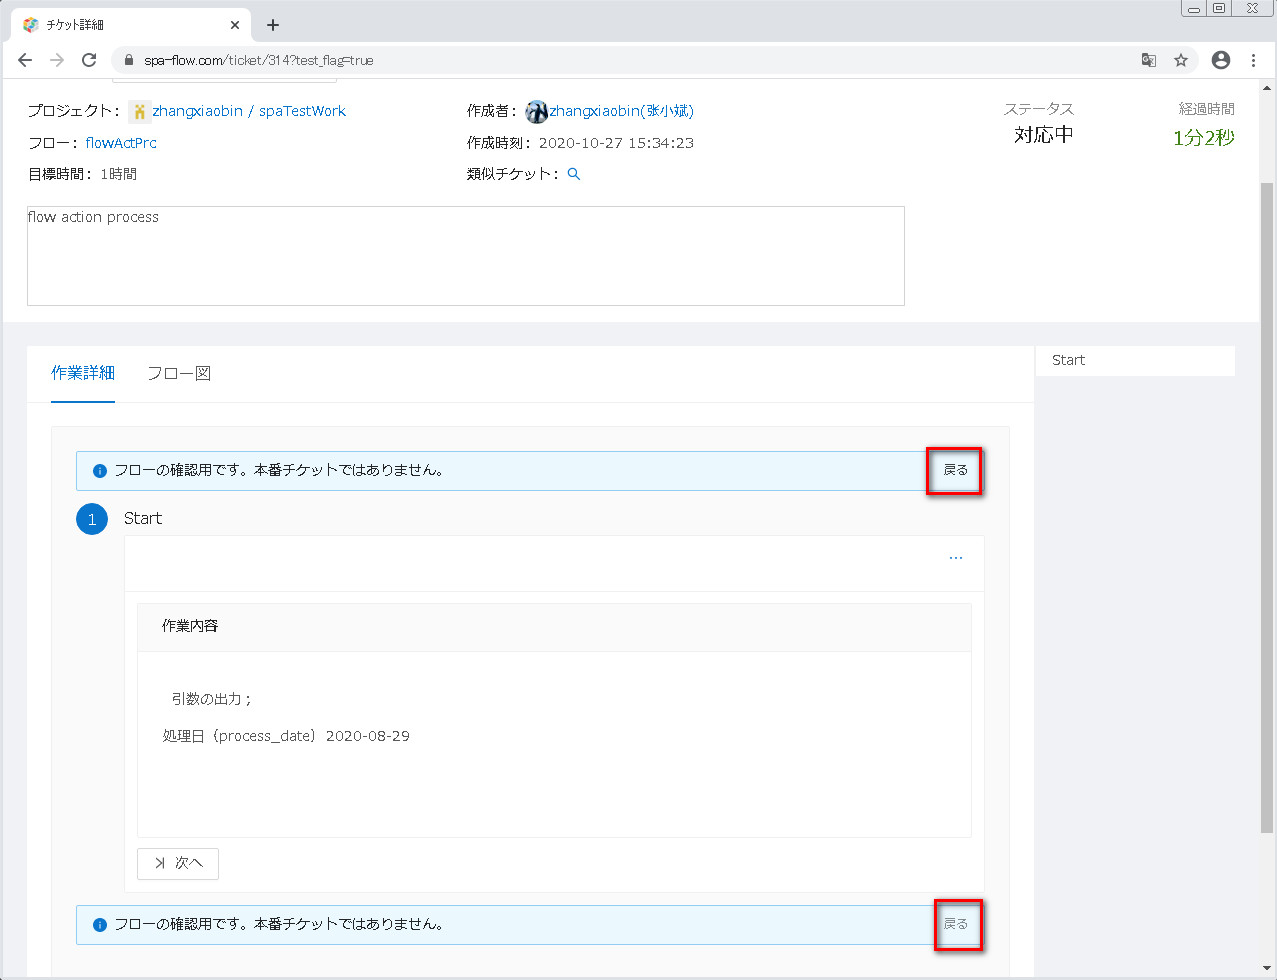 チケット詳細
spa-flow.com/ticket/314?test_flag=true
プロジェクト： zhangxiaobin / spaTestWork
作成者： zhangxiaobin(张小斌)
ステータス
経過時間
フロー： flowActPrc
作成時刻： 2020-10-27 15:34:23
対応中
1分2秒
目標時間： 1時間
類似チケット：
flow action process
作業詳細
フロー図
Start
フローの確認用です。本番チケットではありません。
戻る
1
Start
...
作業内容
引数の出力；
処理日（process_date）2020-08-29
次へ
フローの確認用です。本番チケットではありません。
戻る